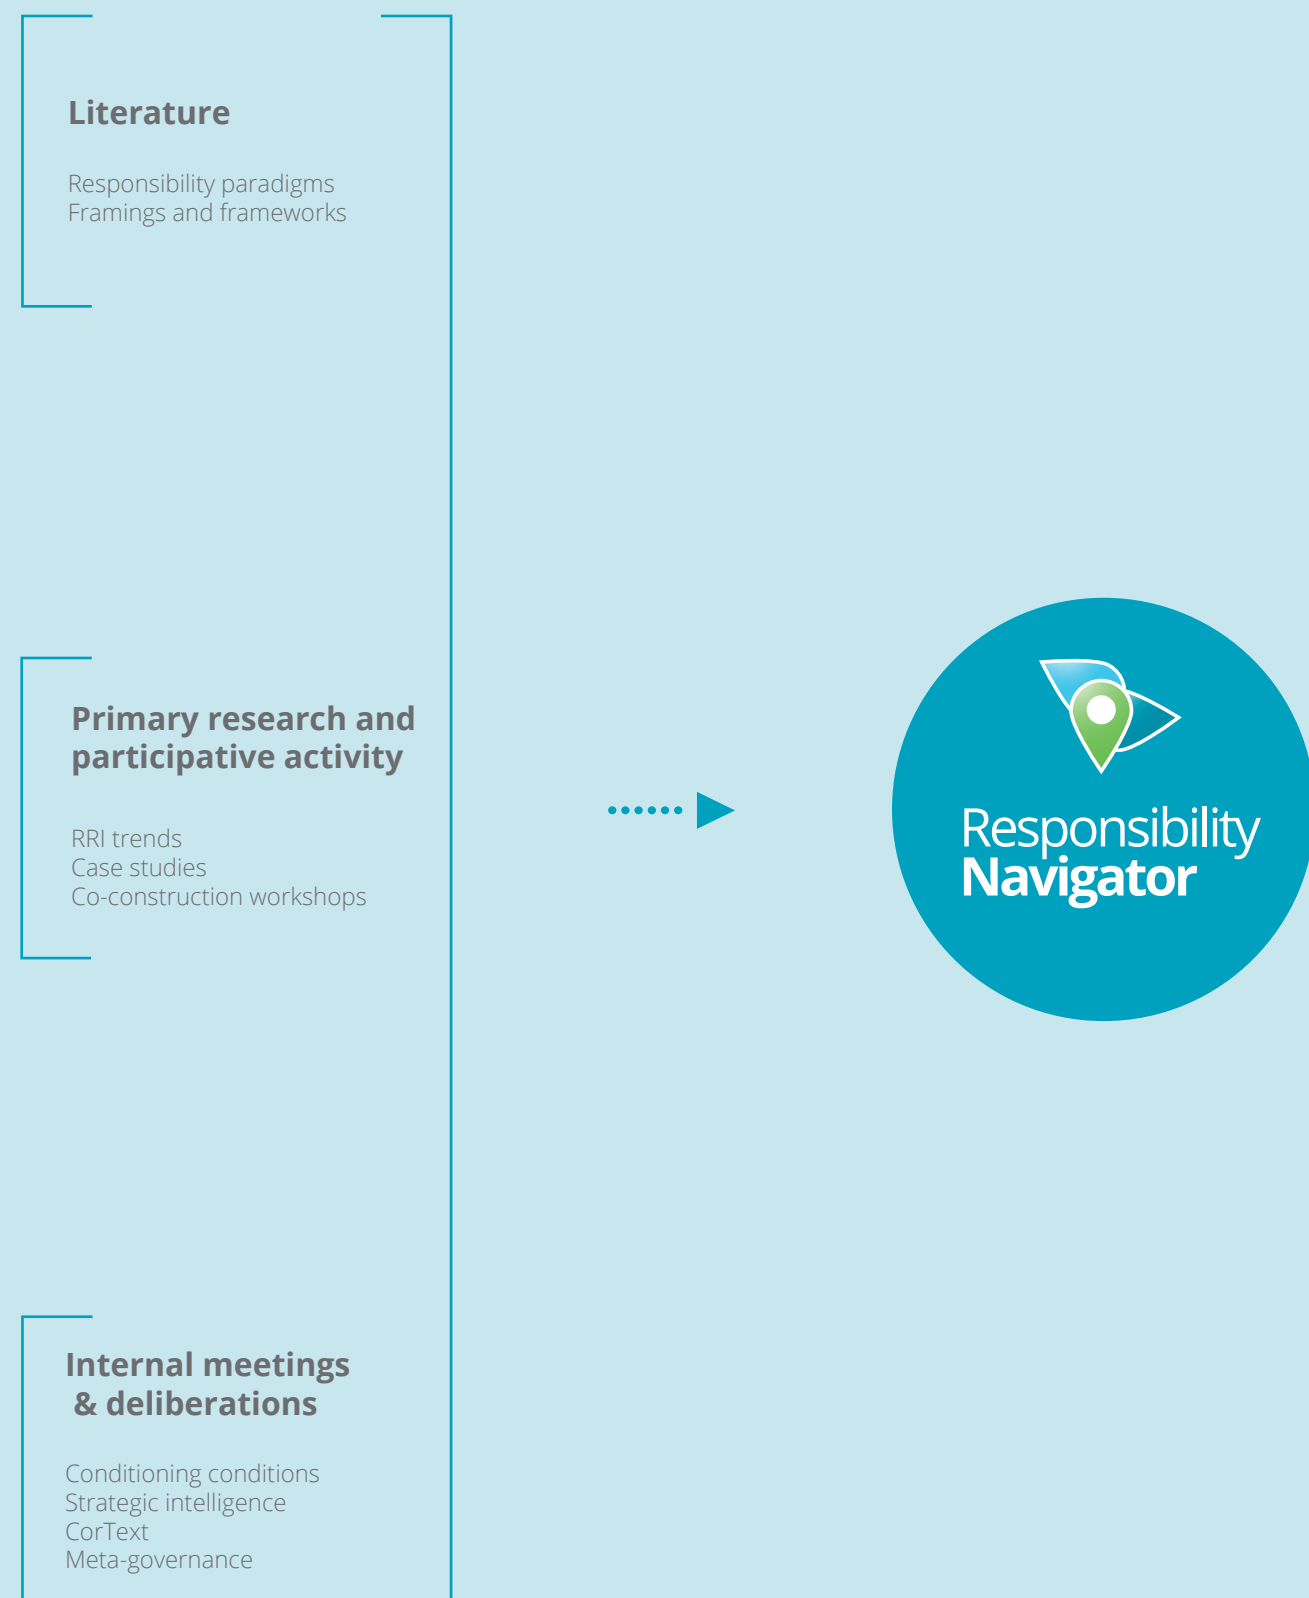 Literature
Responsibility paradigms
Framings and frameworks
Primary research and
participative activity
RRI trends
Case studies
Co-construction workshops
Responsibility
Navigator
Internal meetings
& deliberations
Conditioning conditions
Strategic intelligence
CorText
Meta-governance